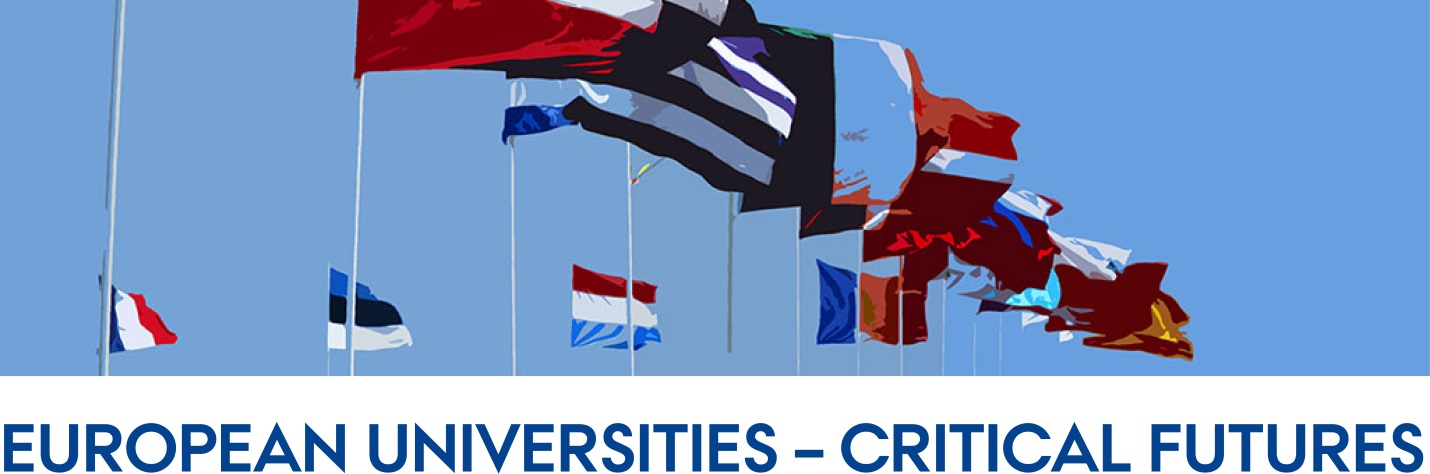 EUROPEAN UNIVERSITIES – CRITICAL FUTURES